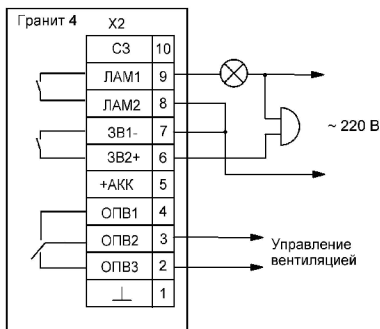 Гранит 4
X2
СЗ 10
ЛАМ1 9
ЛАМ2 8
ЗВ1- 7
ЗВ2+ 6
+АКК 5
ОПВ1 4
ОПВ2 3
ОПВ3 2
1
~ 220 В
Управление
вентиляцией